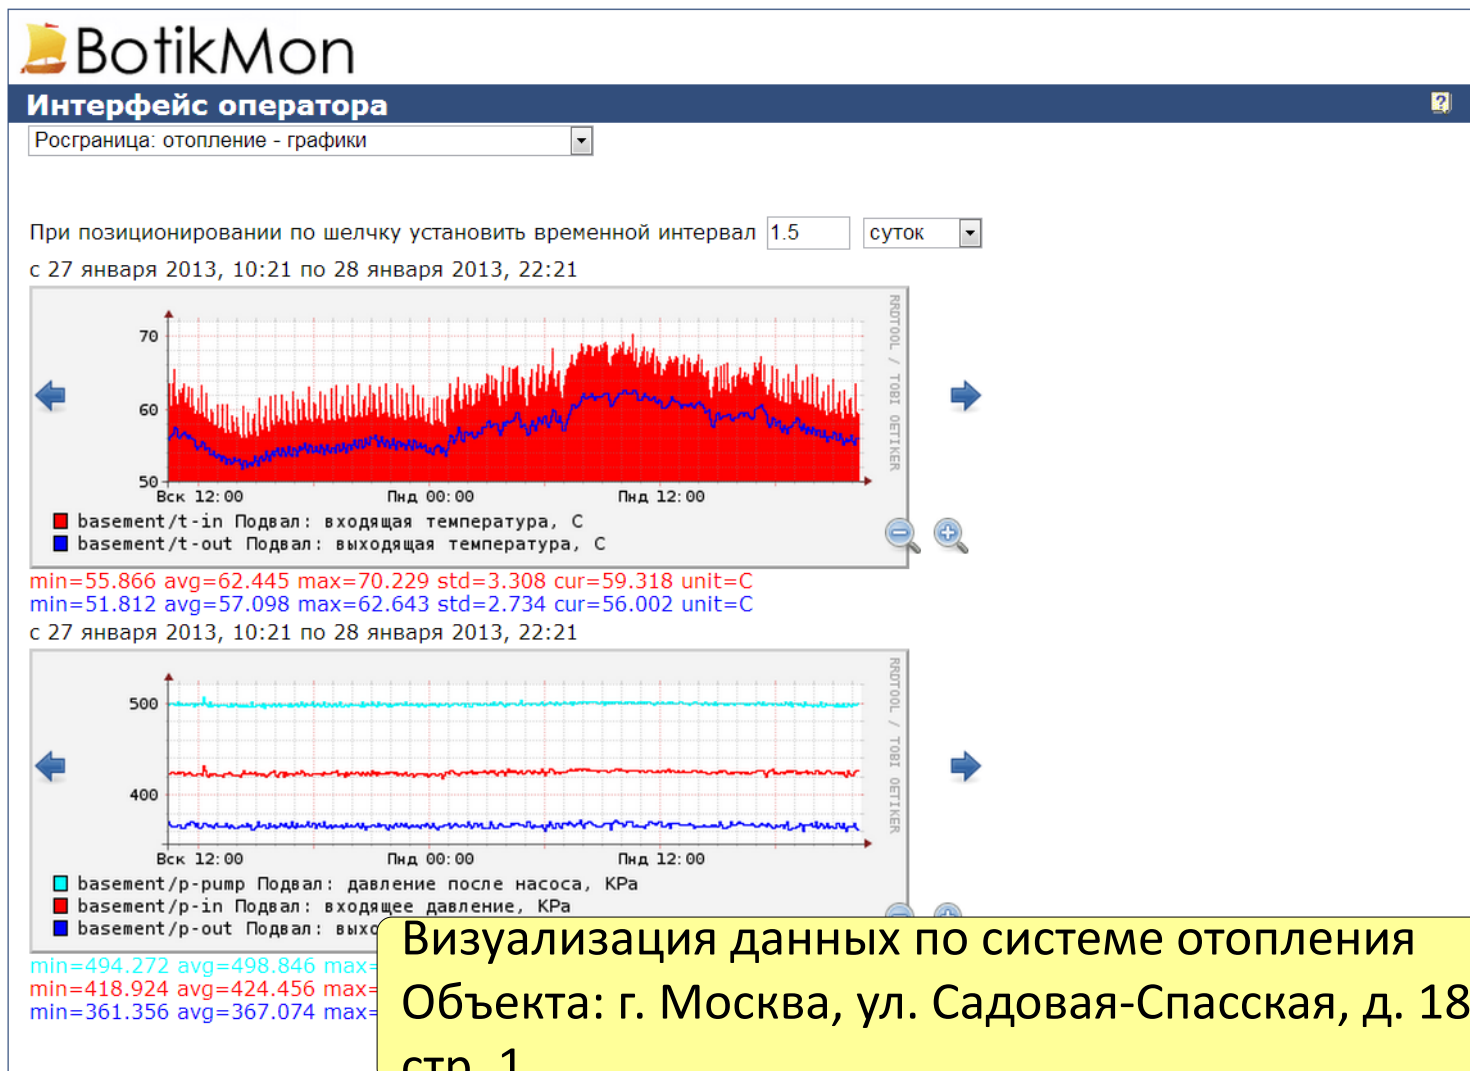 BotikMon
Интерфейс оператора
Росграница: отопление - графики
При позиционировании по шелчку установить временной интервал 1.5 суток
с 27 января 2013, 10:21 по 28 января 2013, 22:21
RRDTOOL / TOBI OETIKER
70
60
50
Вск 12:00 Пнд 00:00 Пнд 12:00
basement/t-in Подвал: входящая температура, C
basement/t-out Подвал: выходящая температура, C
min=55.866 avg=62.445 max=70.229 std=3.308 cur=59.318 unit=C
min=51.812 avg=57.098 max=62.643 std=2.734 cur=56.002 unit=C
с 27 января 2013, 10:21 по 28 января 2013, 22:21
RRDTOOL / TOBI OETIKER
500
400
Вск 12:00 Пнд 00:00 Пнд 12:00
basement/p-pump Подвал: давление после насоса, KPa
basement/p-in Подвал: входящее давление, KPa
basement/p-out Подвал:
min=494.272 avg=498.846 max=
min=418.924 avg=424.456 max=
min=361.356 avg=367.074 max=
Визуализация данных по системе отопления
Объекта: г. Москва, ул. Садовая-Спасская, д. 18
стр. 1